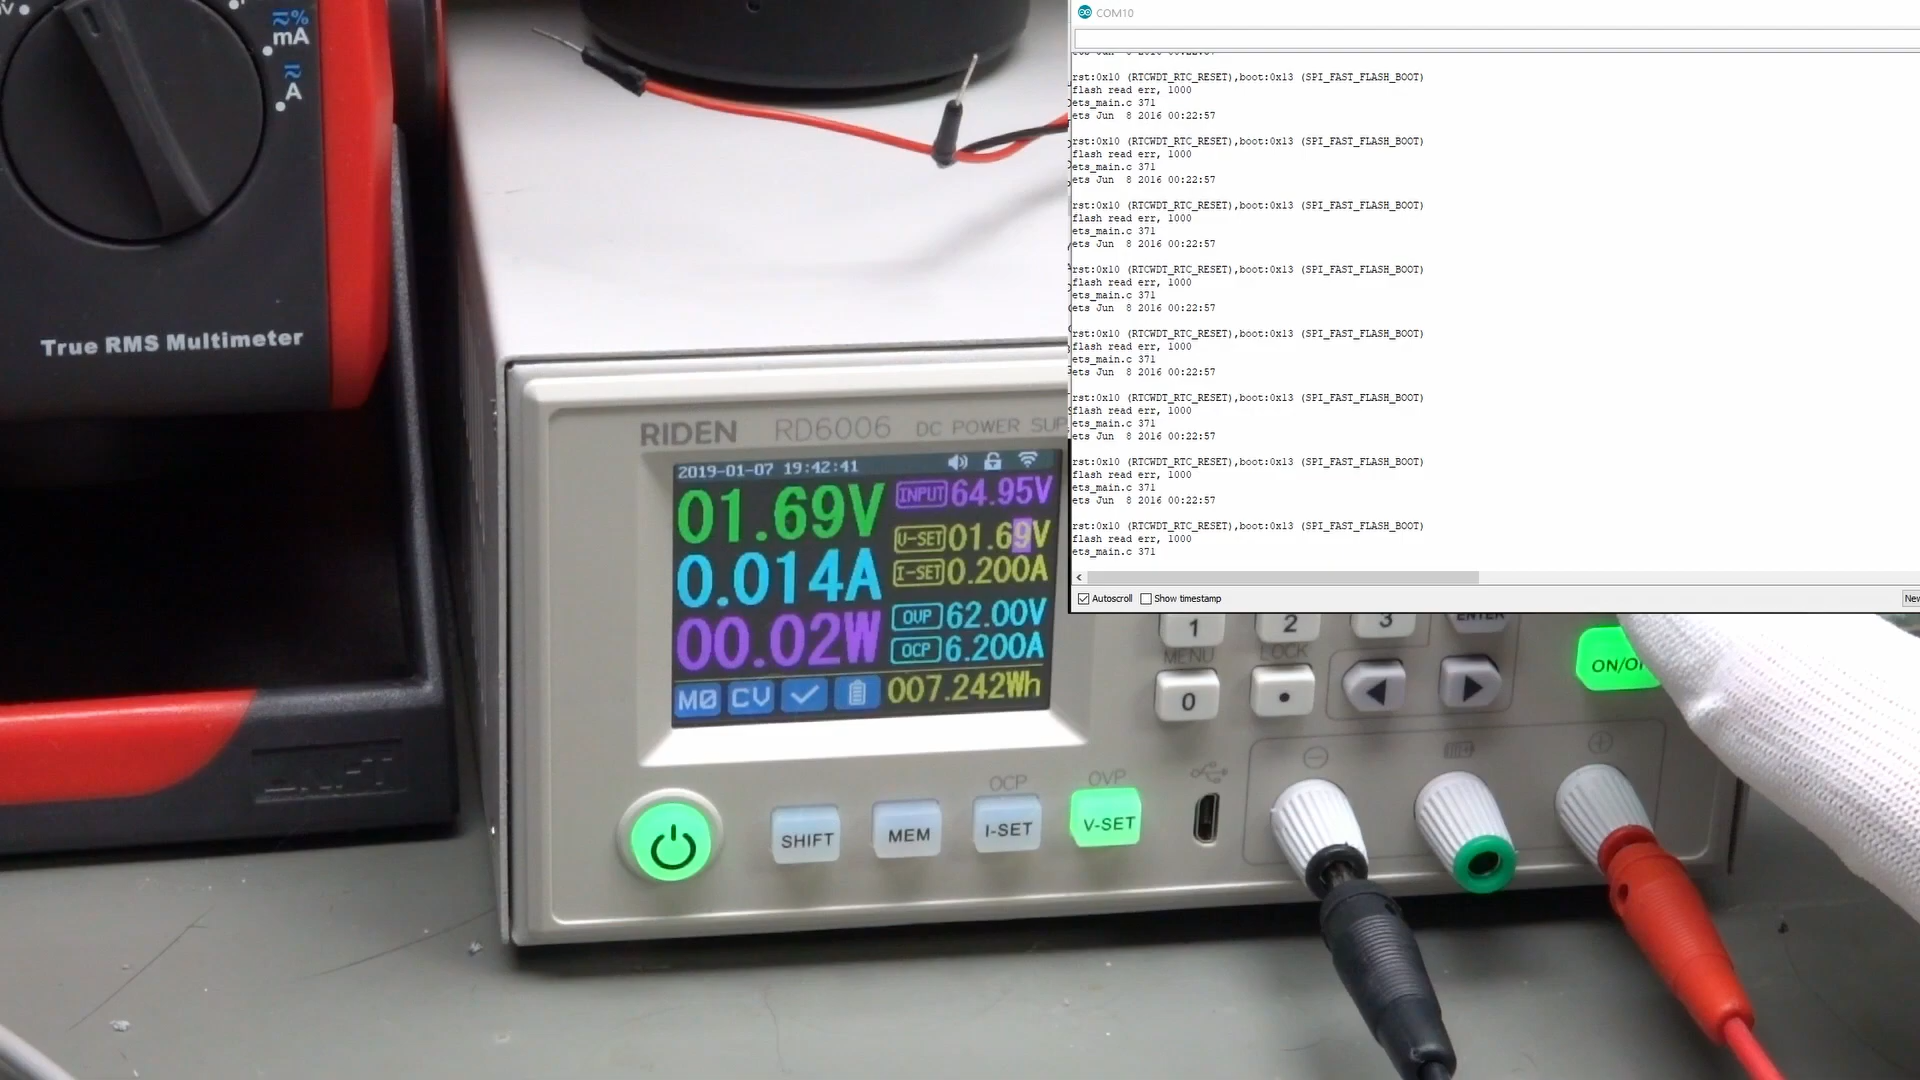 mA
A
True RMS Multimeter
COM10
rst:0x10 (RTCWDT_RTC_RESET),boot:0x13 (SPI_FAST_FLASH_BOOT)
flash read err, 1000
ets_main.c 371
ets Jun  8 2016 00:22:57
rst:0x10 (RTCWDT_RTC_RESET),boot:0x13 (SPI_FAST_FLASH_BOOT)
flash read err, 1000
ets_main.c 371
ets Jun  8 2016 00:22:57
rst:0x10 (RTCWDT_RTC_RESET),boot:0x13 (SPI_FAST_FLASH_BOOT)
flash read err, 1000
ets_main.c 371
ets Jun  8 2016 00:22:57
rst:0x10 (RTCWDT_RTC_RESET),boot:0x13 (SPI_FAST_FLASH_BOOT)
flash read err, 1000
ets_main.c 371
ets Jun  8 2016 00:22:57
rst:0x10 (RTCWDT_RTC_RESET),boot:0x13 (SPI_FAST_FLASH_BOOT)
flash read err, 1000
ets_main.c 371
ets Jun  8 2016 00:22:57
rst:0x10 (RTCWDT_RTC_RESET),boot:0x13 (SPI_FAST_FLASH_BOOT)
flash read err, 1000
ets_main.c 371
ets Jun  8 2016 00:22:57
rst:0x10 (RTCWDT_RTC_RESET),boot:0x13 (SPI_FAST_FLASH_BOOT)
flash read err, 1000
ets_main.c 371
ets Jun  8 2016 00:22:57
rst:0x10 (RTCWDT_RTC_RESET),boot:0x13 (SPI_FAST_FLASH_BOOT)
flash read err, 1000
ets_main.c 371
Autoscroll Show timestamp
RIDEN RD6006 DC POWER SUP
2019-01-07 19:42:41
01.69V
INPUT 64.95V
V-SET 01.69V
0.014A
I-SET 0.200A
00.02W
OVP 62.00V
OCP 6.200A
M0 CV 007.242Wh
1 2 3 ENTER
MENU LOCK
0 •
ON/O
OCP OVP
SHIFT MEM I-SET V-SET